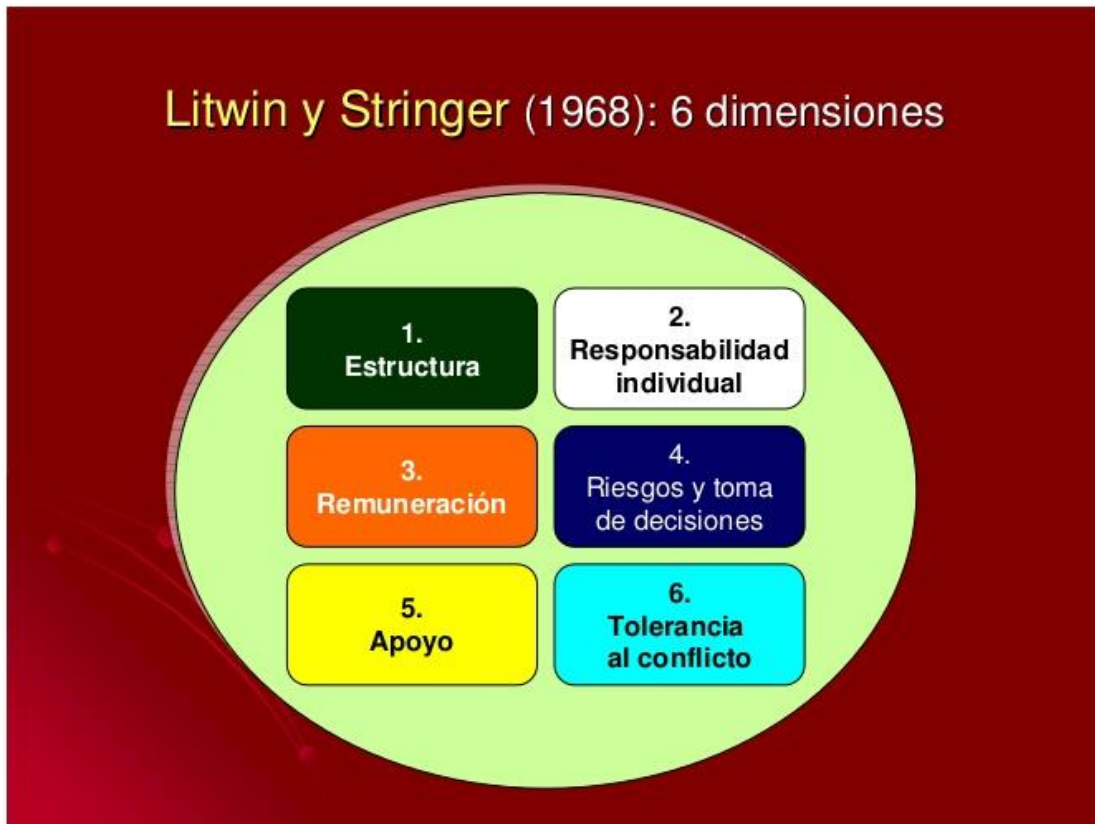 Litwin y Stringer (1968): 6 dimensiones
1.
Estructura
2.
Responsabilidad
individual
3.
Remuneración
4.
Riesgos y toma
de decisiones
5.
Apoyo
6.
Tolerancia
al conflicto